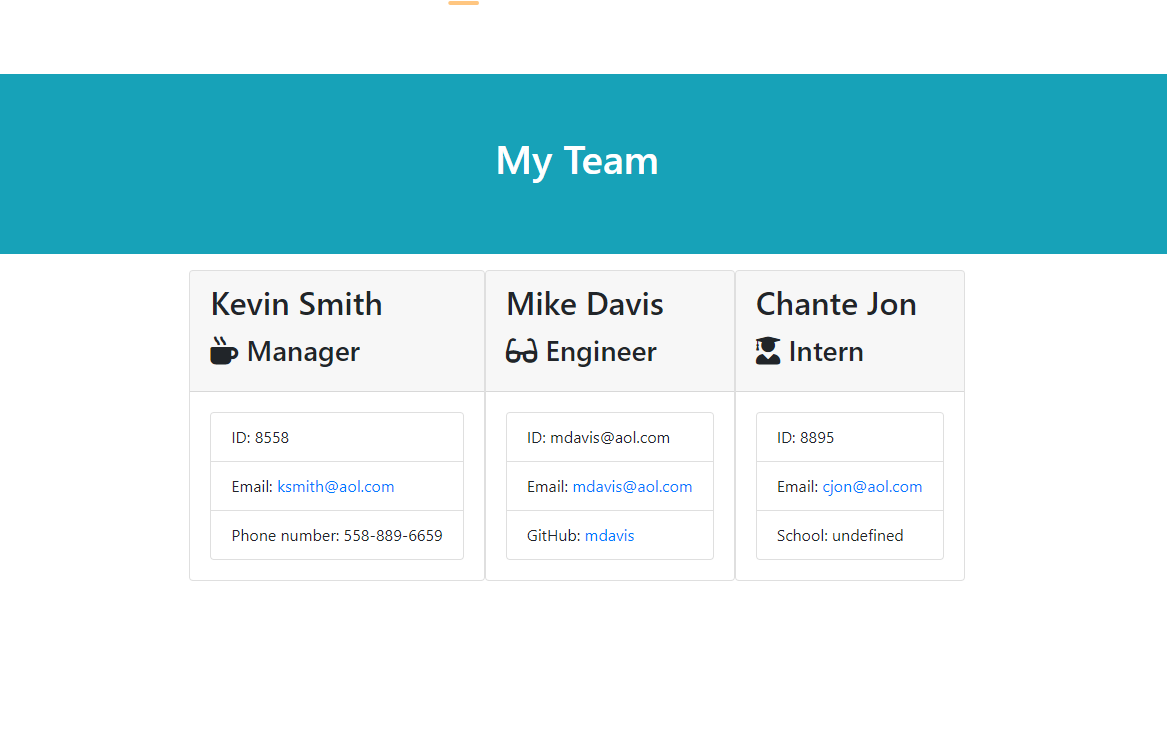 My Team
Kevin Smith
Manager
ID: 8558
Email: ksmith@aol.com
Phone number: 558-889-6659
Mike Davis
Engineer
ID: mdavis@aol.com
Email: mdavis@aol.com
GitHub: mdavis
Chante Jon
Intern
ID: 8895
Email: cjon@aol.com
School: undefined